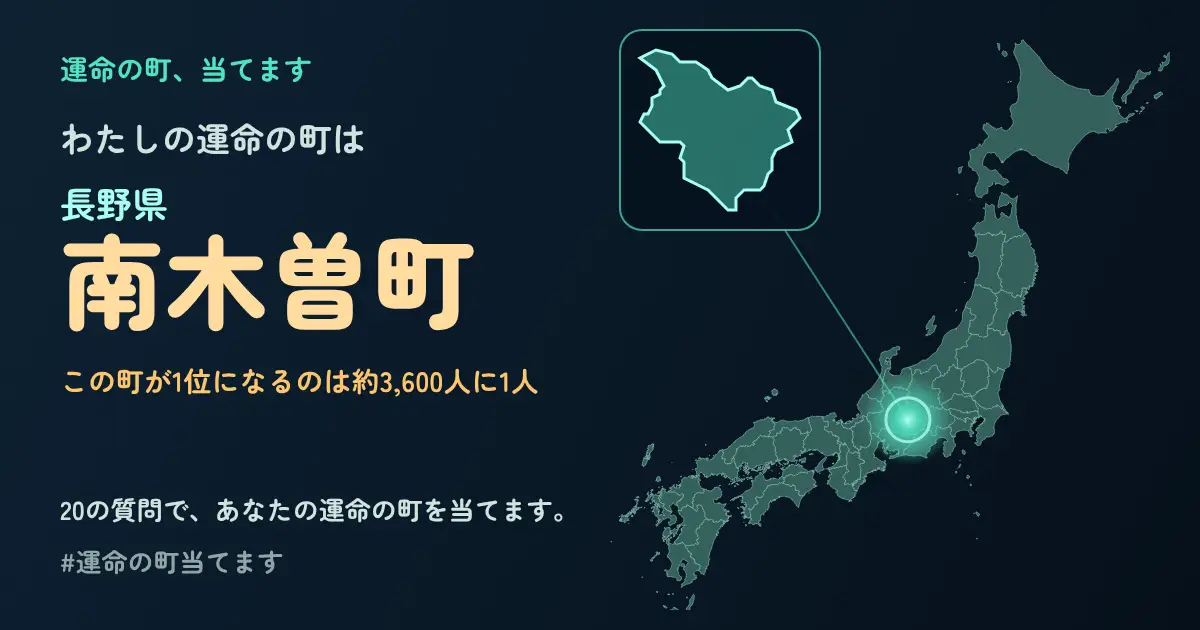 運命の町、当てます
わたしの運命の町は
長野県
南木曽町
この町が1位になるのは約3,600人に1人
20の質問で、あなたの運命の町を当てます。
#運命の町当てます